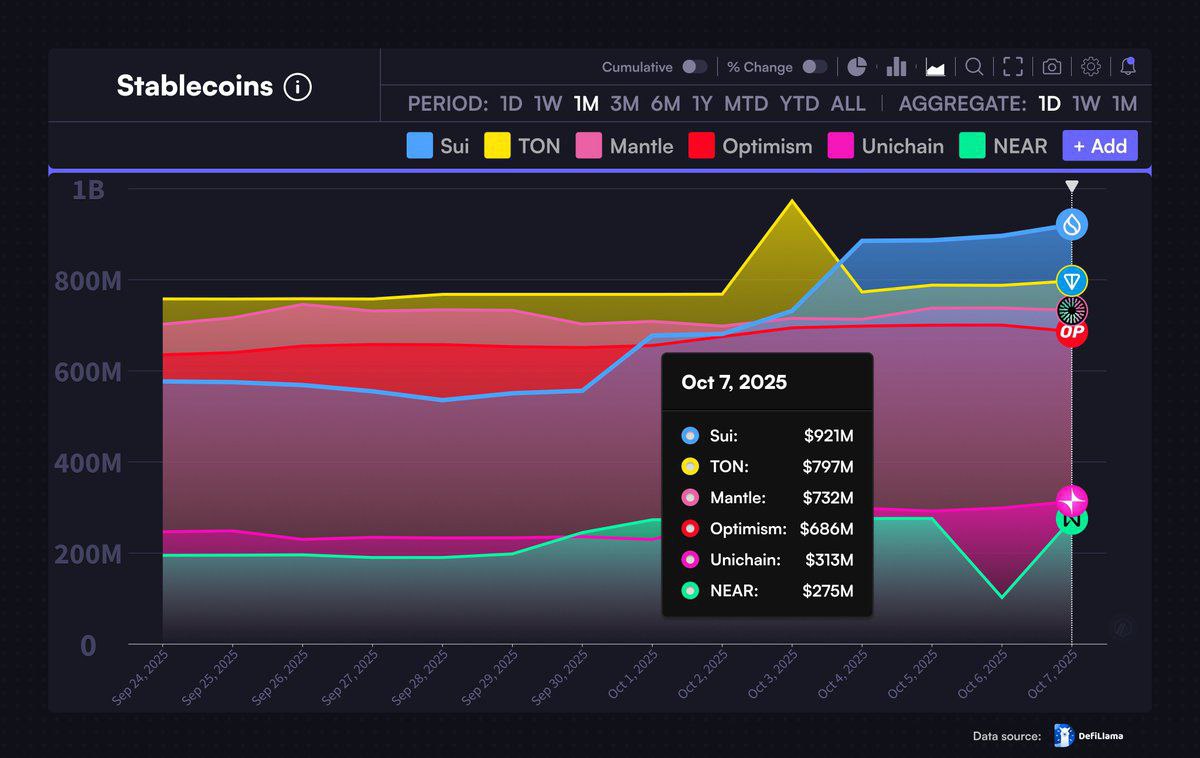 Stablecoins i
Cumulative % Change
PERIOD: 1D 1W 1M 3M 6M 1Y MTD YTD ALL AGGREGATE: 1D 1W 1M
Sui TON Mantle Optimism Unichain NEAR + Add
1B
800M
600M
400M
200M
0
OP
Oct 7, 2025
Sui: $921M
TON: $797M
Mantle: $732M
Optimism: $686M
Unichain: $313M
NEAR: $275M
Sep 24, 2025 Sep 25, 2025 Sep 26, 2025 Sep 27, 2025 Sep 28, 2025 Sep 29, 2025 Sep 30, 2025 Oct 1, 2025 Oct 2, 2025 Oct 3, 2025 Oct 4, 2025 Oct 5, 2025 Oct 6, 2025 Oct 7, 2025
Data source: DefiLlama